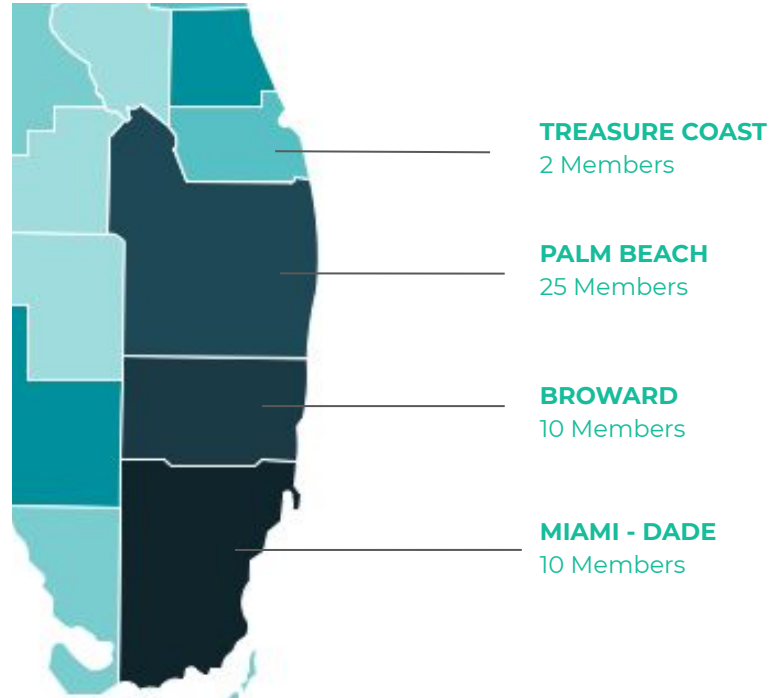 TREASURE COAST
2 Members
PALM BEACH
25 Members
BROWARD
10 Members
MIAMI - DADE
10 Members